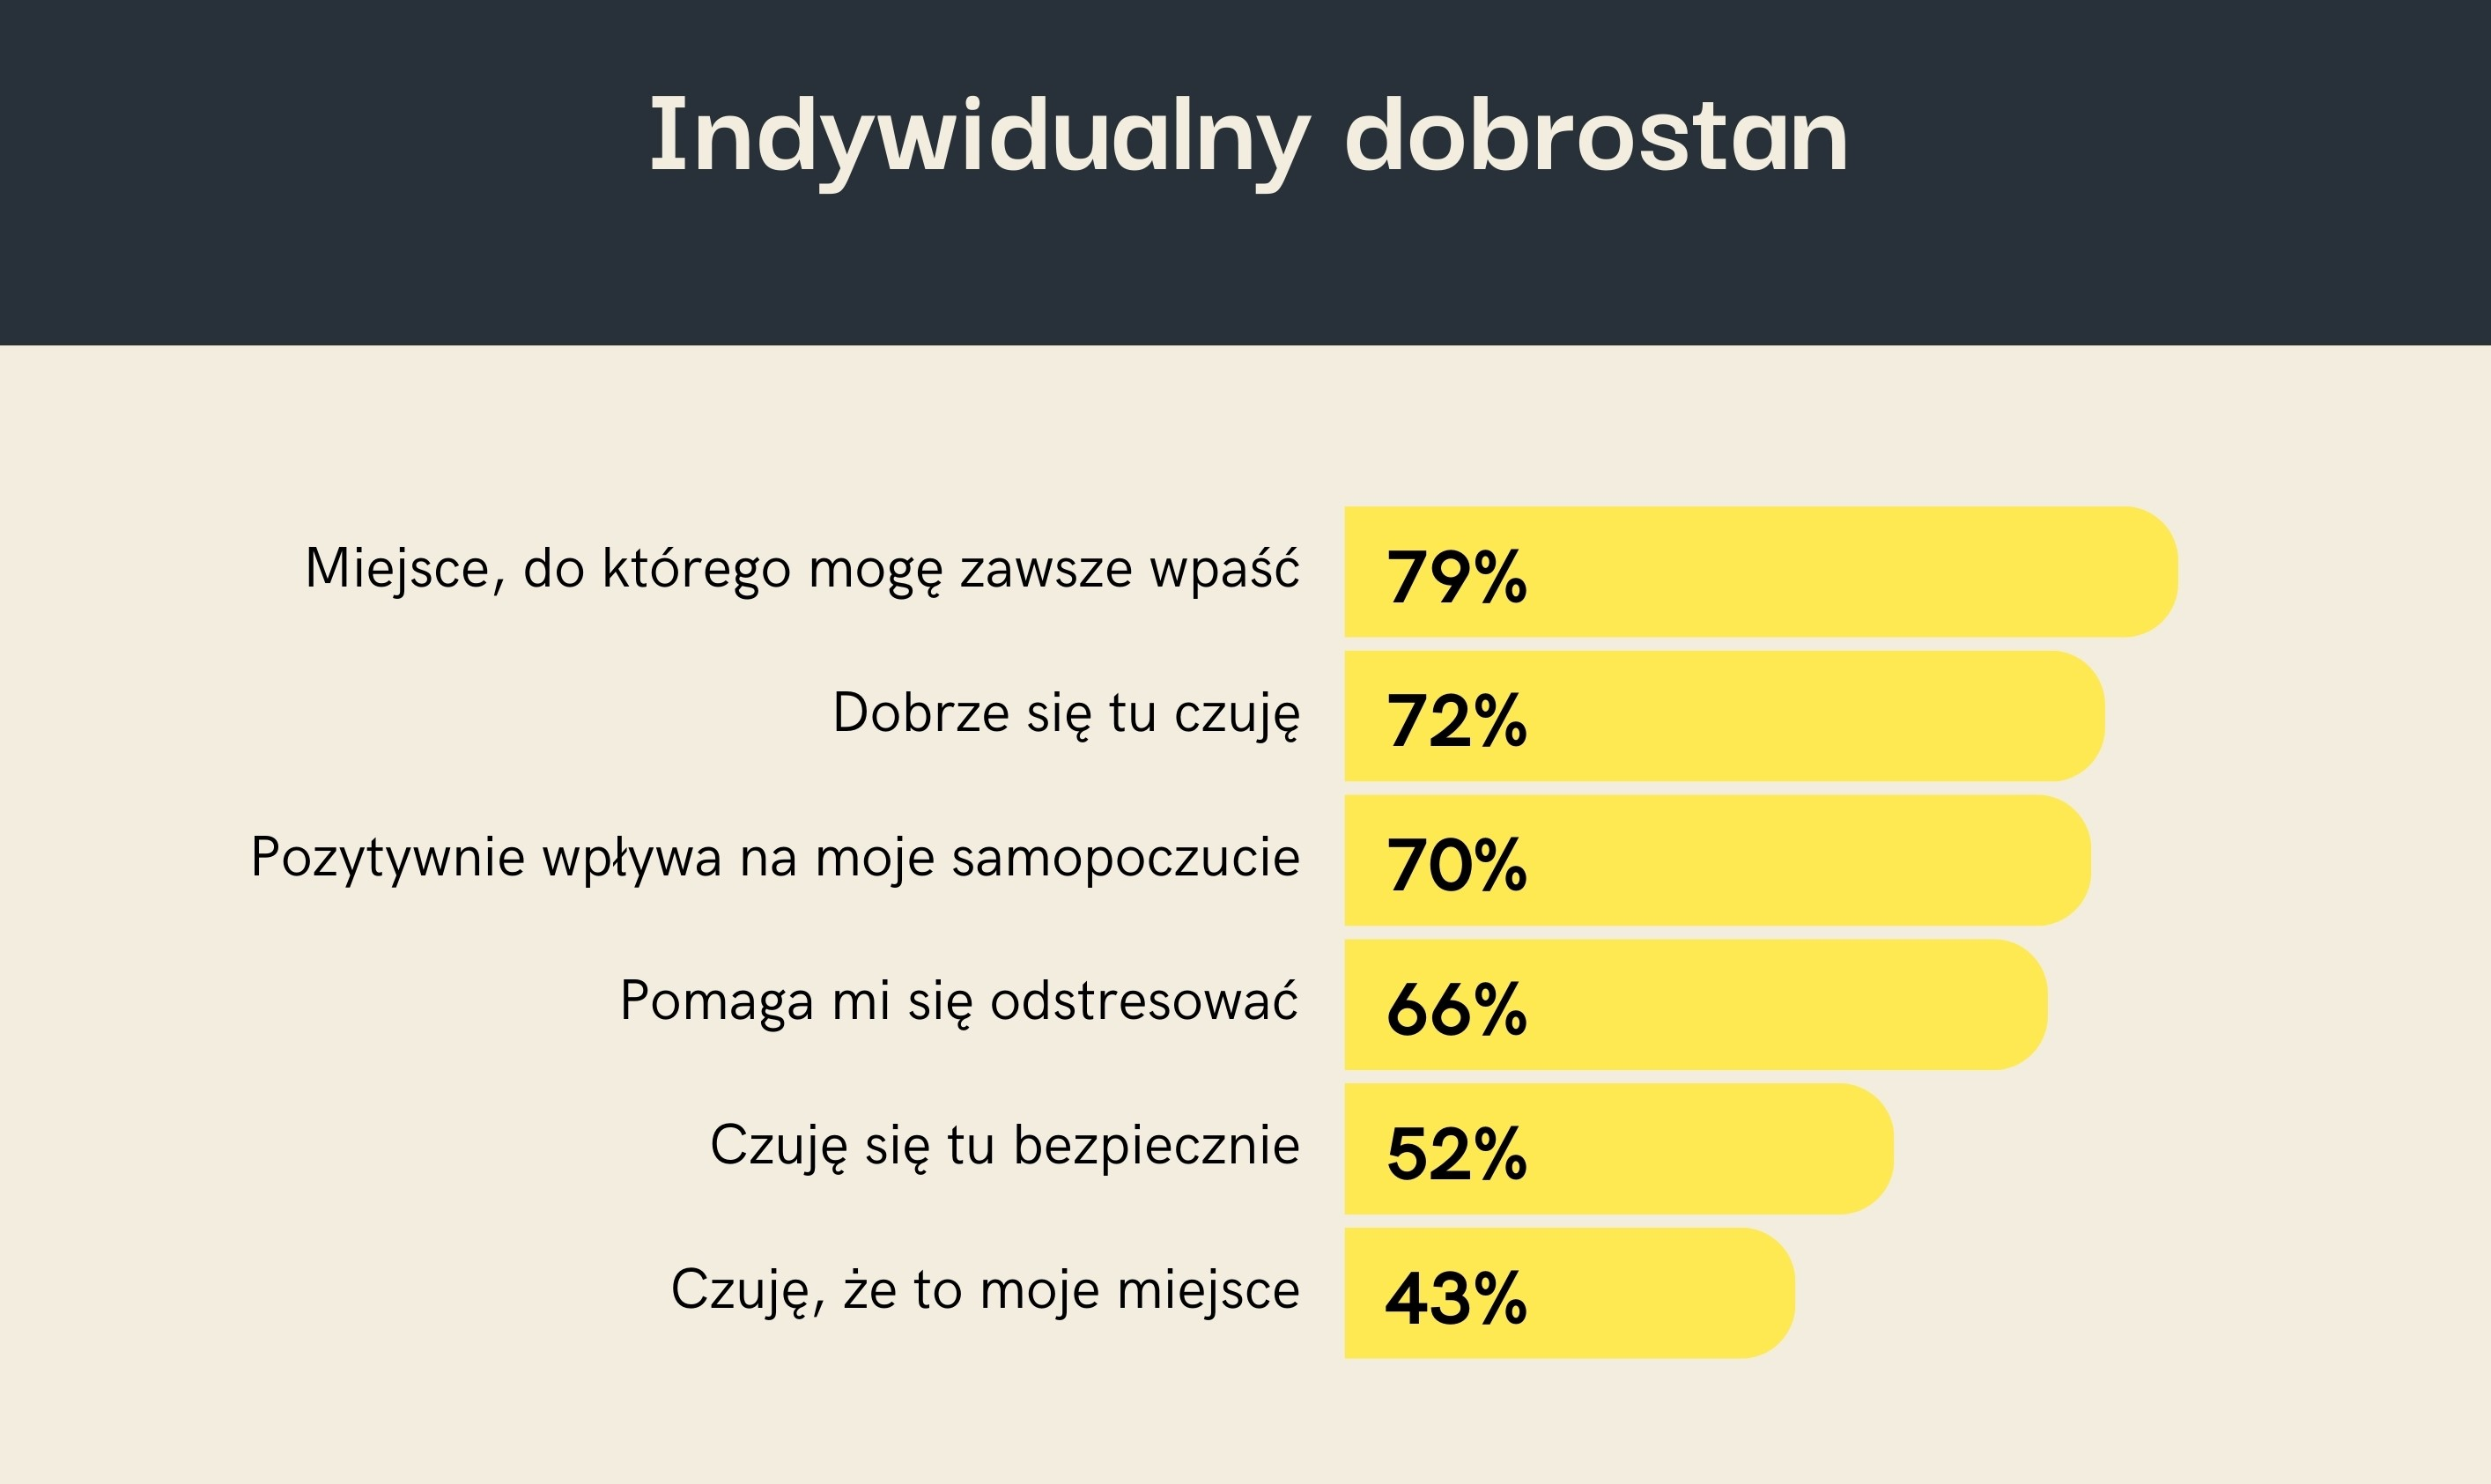 Indywidualny dobrostan
Miejsce, do którego mogę zawsze wpaść 79%
Dobrze się tu czuję 72%
Pozytywnie wpływa na moje samopoczucie 70%
Pomaga mi się odstresować 66%
Czuję się tu bezpiecznie 52%
Czuję, że to moje miejsce 43%